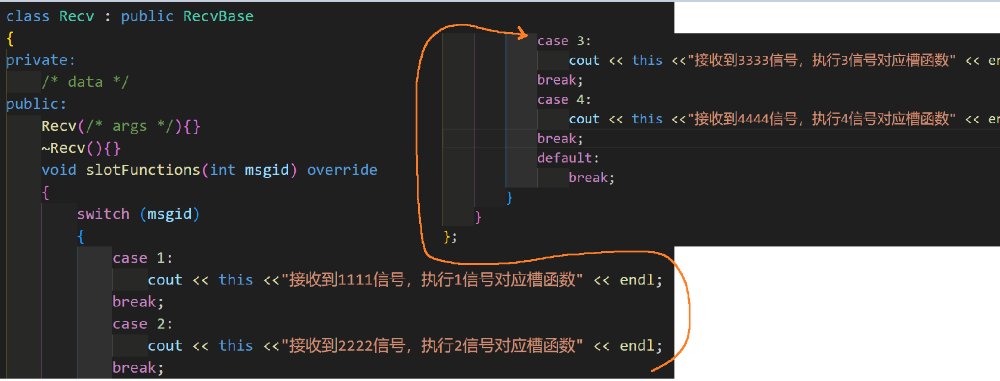 class Recv : public RecvBase
{
private:
/* data */
public:
Recv(/* args */){}
~Recv(){}
void slotFunctions(int msgid) override
{
switch (msgid)
{
case 1:
cout << this <<"接收到1111信号，执行1信号对应槽函数" << endl;
break;
case 2:
cout << this <<"接收到2222信号，执行2信号对应槽函数" << endl;
break;
case 3:
cout << this <<"接收到3333信号，执行3信号对应槽函数" <<
break;
case 4:
cout << this <<"接收到4444信号，执行4信号对应槽函数" <<
break;
default:
break;
}
}
};